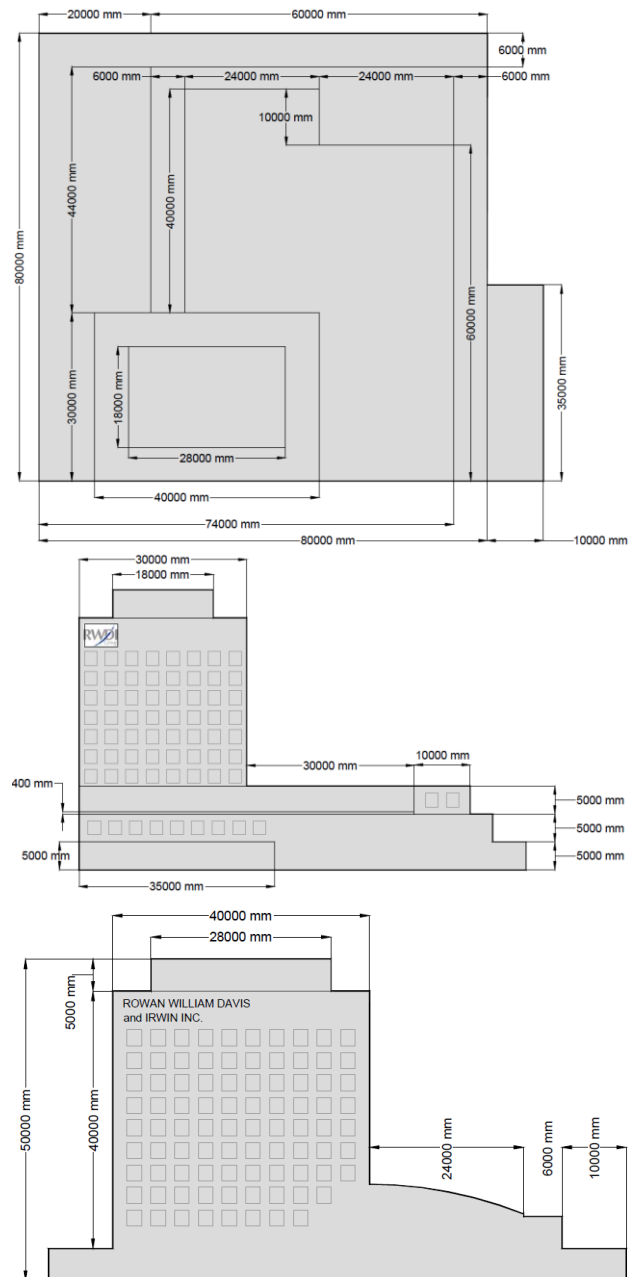 20000 mm
60000 mm
6000 mm
6000 mm
24000 mm
24000 mm
6000 mm
10000 mm
44000 mm
40000 mm
80000 mm
60000 mm
35000 mm
30000 mm
18000 mm
28000 mm
40000 mm
74000 mm
80000 mm
10000 mm
30000 mm
18000 mm
RWDI
30000 mm
10000 mm
400 mm
5000 mm
5000 mm
5000 mm
5000 mm
35000 mm
40000 mm
28000 mm
5000 mm
ROWAN WILLIAM DAVIS
and IRWIN INC.
50000 mm
40000 mm
24000 mm
6000 mm
10000 mm